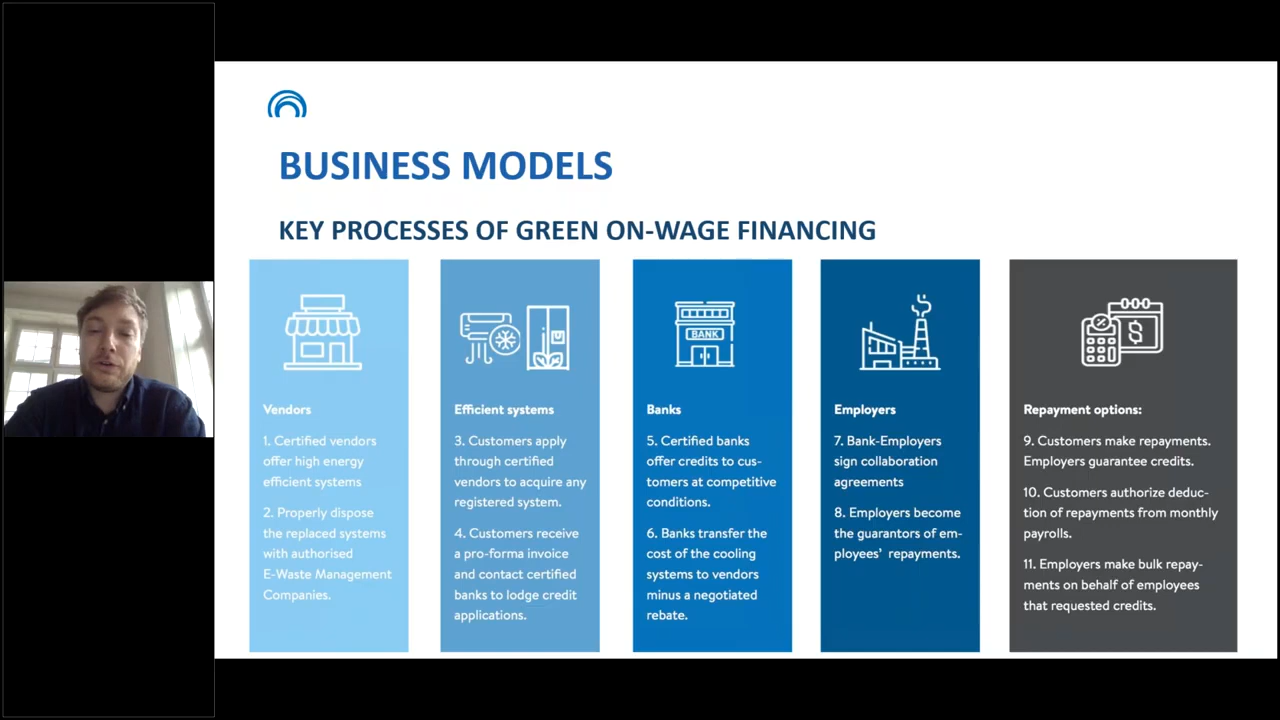 BUSINESS MODELS
KEY PROCESSES OF GREEN ON-WAGE FINANCING
Vendors
1. Certified vendors
offer high energy
efficient systems
2. Properly dispose
the replaced systems
with authorised
E-Waste Management
Companies.
Efficient systems
3. Customers apply
through certified
vendors to acquire any
registered system.
4. Customers receive
a pro-forma invoice
and contact certified
banks to lodge credit
applications.
BANK
Banks
5. Certified banks
offer credits to cus-
tomers at competitive
conditions.
6. Banks transfer the
cost of the cooling
systems to vendors
minus a negotiated
rebate.
Employers
7. Bank-Employers
sign collaboration
agreements
8. Employers become
the guarantors of em-
ployees’ repayments.
$
Repayment options:
9. Customers make repayments.
Employers guarantee credits.
10. Customers authorize deduc-
tion of repayments from monthly
payrolls.
11. Employers make bulk repay-
ments on behalf of employees
that requested credits.